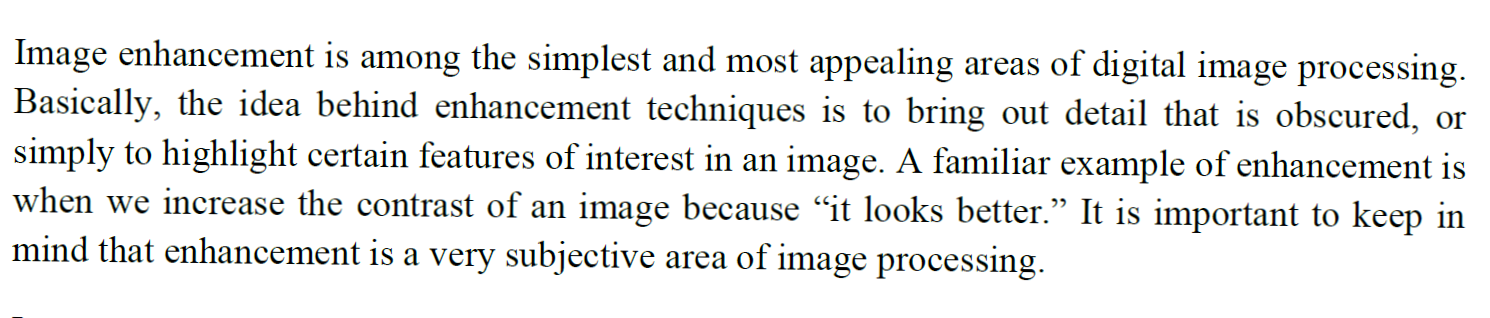 Image enhancement is among the simplest and most appealing areas of digital image processing.
Basically, the idea behind enhancement techniques is to bring out detail that is obscured, or
simply to highlight certain features of interest in an image. A familiar example of enhancement is
when we increase the contrast of an image because “it looks better.” It is important to keep in
mind that enhancement is a very subjective area of image processing.